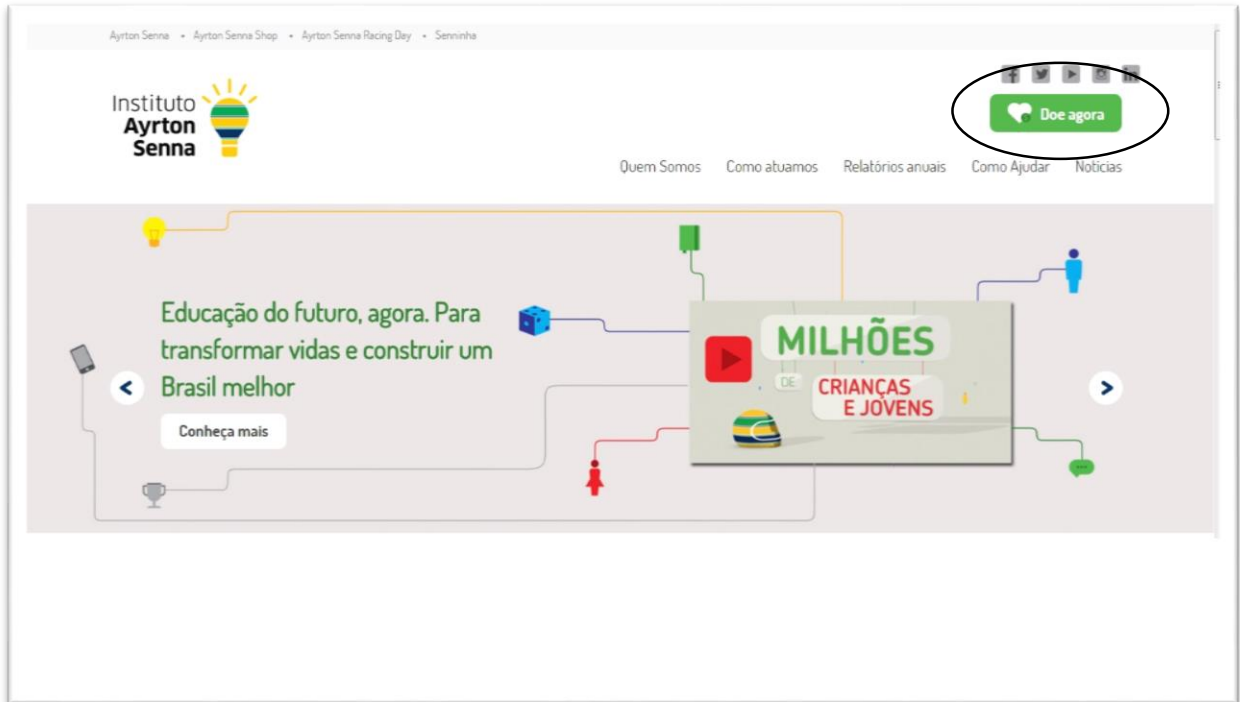 Ayrton Senna • Ayrton Senna Shop • Ayrton Senna Racing Day • Senninha
Instituto
Ayrton
Senna
Doe agora
Quem Somos Como atuamos Relatórios anuais Como Ajudar Notícias
Educação do futuro, agora. Para
transformar vidas e construir um
Brasil melhor
Conheça mais
MILHÕES
DE
CRIANÇAS
E JOVENS